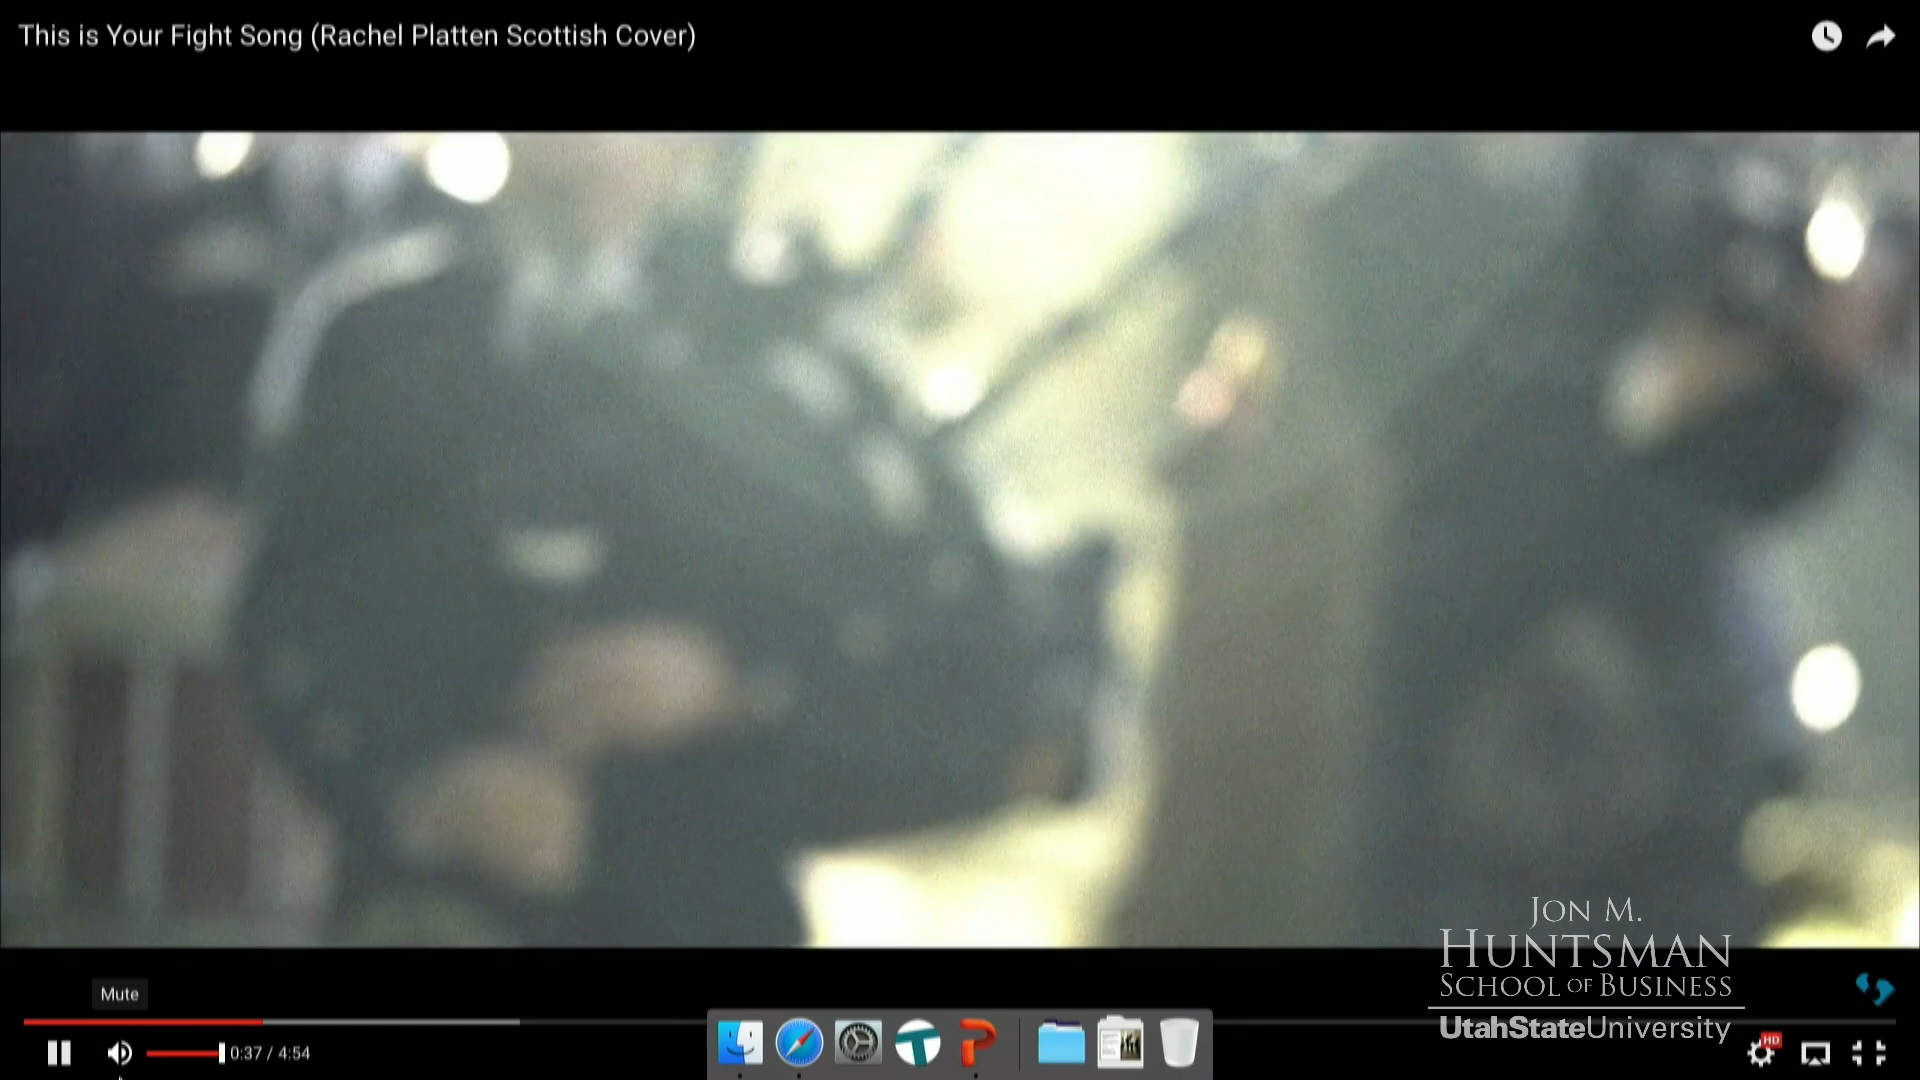 This is Your Fight Song (Rachel Platten Scottish Cover)
JON M.
HUNTSMAN
SCHOOL OF BUSINESS
UtahStateUniversity
Mute
HD
0:37 / 4:54